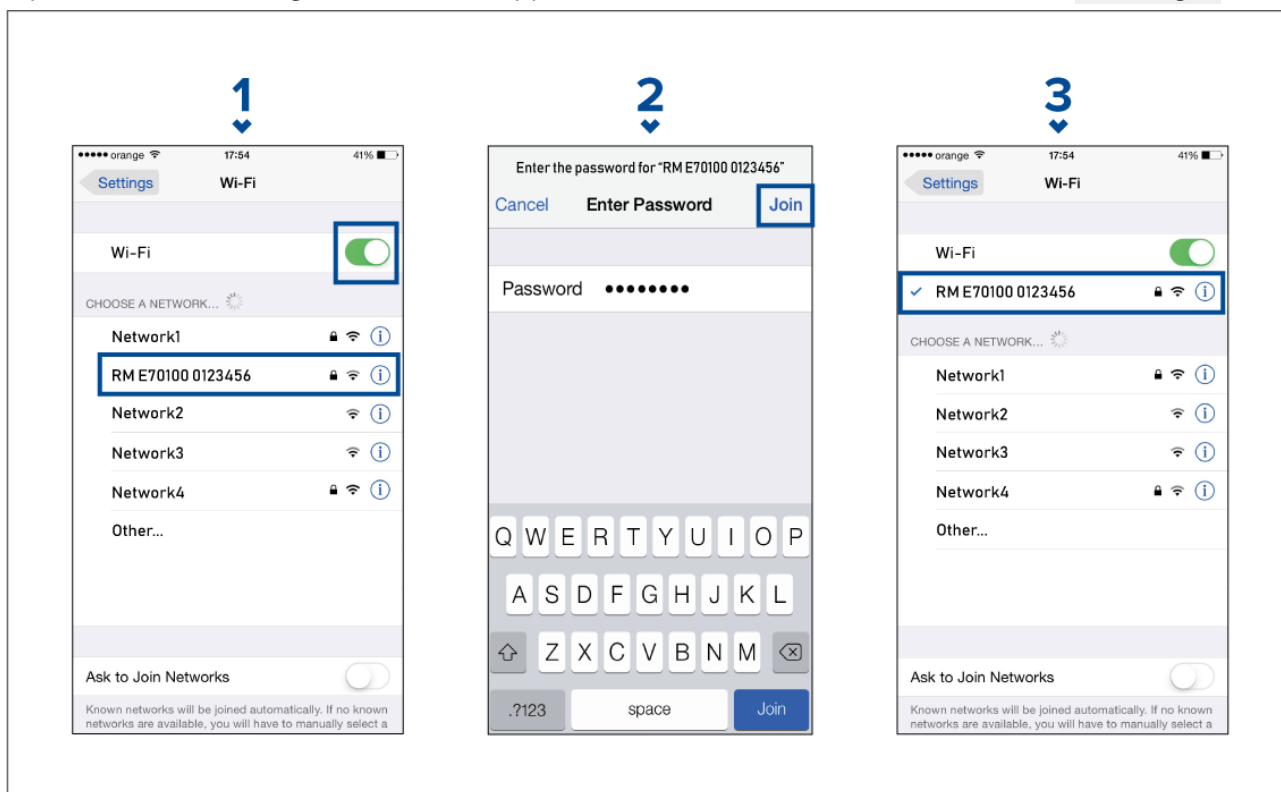 1
2
3
orange 17:54 41%
Settings Wi-Fi
Wi-Fi
CHOOSE A NETWORK...
Network1
RM E70100 0123456
Network2
Network3
Network4
Other...
Ask to Join Networks
Known networks will be joined automatically. If no known
networks are available, you will have to manually select a
Enter the password for “RM E70100 0123456”
Cancel Enter Password Join
Password ●●●●●●●●
Q W E R T Y U I O P
A S D F G H J K L
Z X C V B N M
.?123 space Join
orange 17:54 41%
Settings Wi-Fi
Wi-Fi
RM E70100 0123456
CHOOSE A NETWORK...
Network1
Network2
Network3
Network4
Other...
Ask to Join Networks
Known networks will be joined automatically. If no known
networks are available, you will have to manually select a